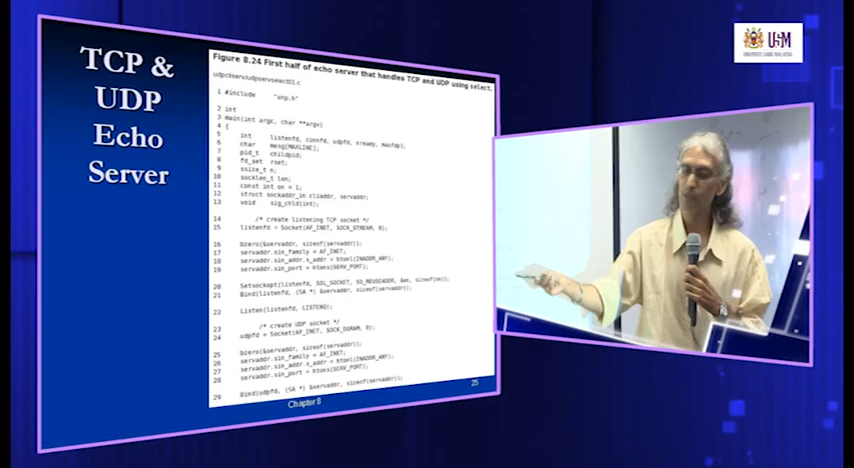 TCP &
UDP
Echo
Server
Figure 8.24 First half of echo server that handles TCP and UDP using select.
udpcliserv/udpservselect01.c
1 #include "unp.h"
2 int
3 main(int argc, char **argv)
4 {
5 int listenfd, connfd, udpfd, nready, maxfdp1;
6 char mesg[MAXLINE];
7 pid_t childpid;
8 fd_set rset;
9 ssize_t n;
10 socklen_t len;
11 const int on = 1;
12 struct sockaddr_in cliaddr, servaddr;
13 void sig_chld(int);
14 /* create listening TCP socket */
15 listenfd = Socket(AF_INET, SOCK_STREAM, 0);
16 bzero(&servaddr, sizeof(servaddr));
17 servaddr.sin_family = AF_INET;
18 servaddr.sin_addr.s_addr = htonl(INADDR_ANY);
19 servaddr.sin_port = htons(SERV_PORT);
20 Setsockopt(listenfd, SOL_SOCKET, SO_REUSEADDR, &on, sizeof(on));
21 Bind(listenfd, (SA *) &servaddr, sizeof(servaddr));
22 Listen(listenfd, LISTENQ);
23 /* create UDP socket */
24 udpfd = Socket(AF_INET, SOCK_DGRAM, 0);
25 bzero(&servaddr, sizeof(servaddr));
26 servaddr.sin_family = AF_INET;
27 servaddr.sin_addr.s_addr = htonl(INADDR_ANY);
28 servaddr.sin_port = htons(SERV_PORT);
29 Bind(udpfd, (SA *) &servaddr, sizeof(servaddr));
Chapter 8
25
USM
UNIVERSITI SAINS MALAYSIA